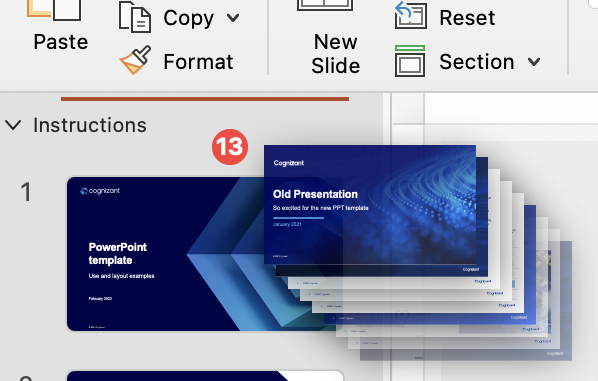 Paste
Copy
Format
New
Slide
Reset
Section
Instructions
13
1
cognizant
PowerPoint
template
Use and layout examples
February 2022
Cognizant
Old Presentation
So excited for the new PPT template
January 2021
Cognizant